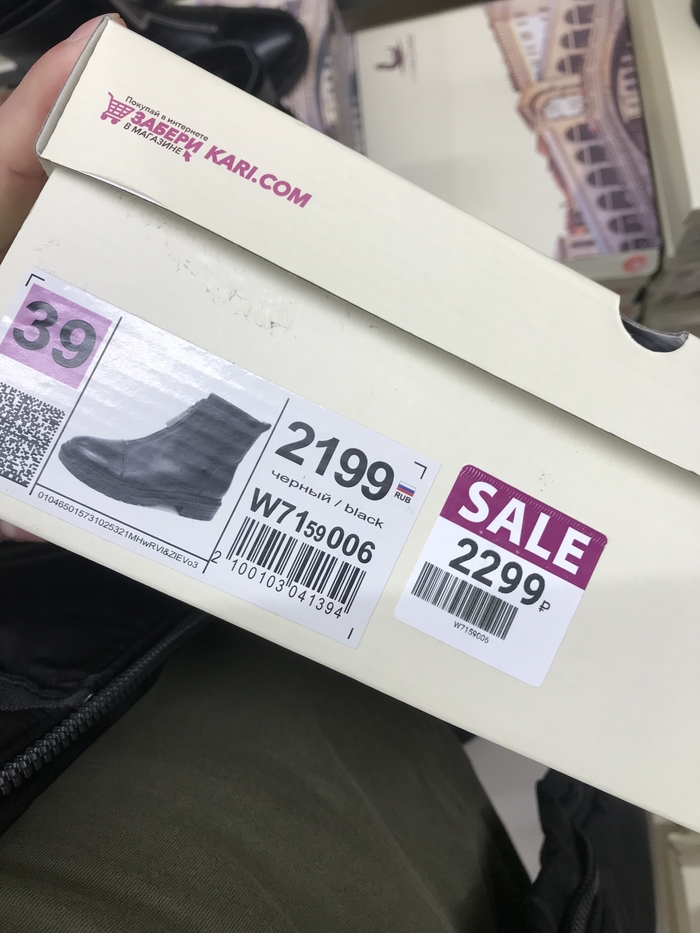 Покупай в интернете
ЗАБЕРИ KARI.COM
В МАГАЗИНЕ
39
2199
RUB
черный / black
W7159006
010465015731025321MHwRVI&ZIEVo3
2 100103 041394
SALE
2299₽
W7159006